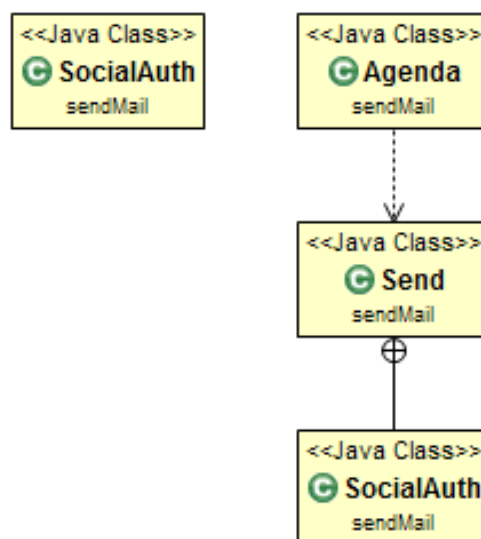 <<Java Class>>
C SocialAuth
sendMail
<<Java Class>>
C Agenda
sendMail
<<Java Class>>
C Send
sendMail
<<Java Class>>
C SocialAuth
sendMail